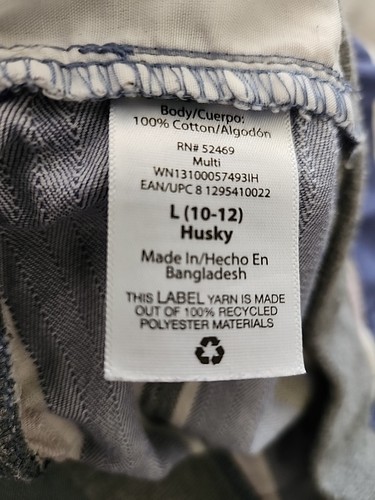 Body/Cuerpo:
100% Cotton/Algodón
RN# 52469
Multi
WN13100057493IH
EAN/UPC 8 1295410022
L (10-12)
Husky
Made In/Hecho En
Bangladesh
THIS LABEL YARN IS MADE
OUT OF 100% RECYCLED
POLYESTER MATERIALS